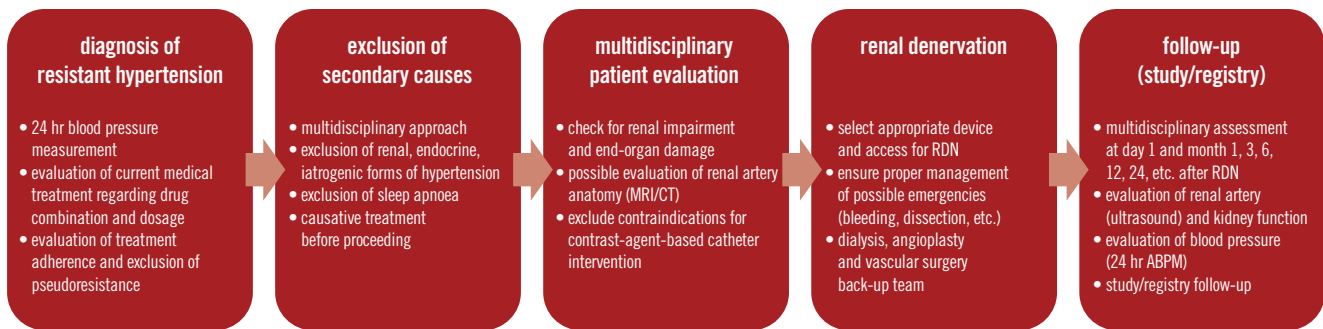 diagnosis of
resistant hypertension
• 24 hr blood pressure
measurement
• evaluation of current medical
treatment regarding drug
combination and dosage
• evaluation of treatment
adherence and exclusion of
pseudoresistance
exclusion of
secondary causes
• multidisciplinary approach
• exclusion of renal, endocrine,
iatrogenic forms of hypertension
• exclusion of sleep apnoea
• causative treatment
before proceeding
multidisciplinary
patient evaluation
• check for renal impairment
and end-organ damage
• possible evaluation of renal artery
anatomy (MRI/CT)
• exclude contraindications for
contrast-agent-based catheter
intervention
renal denervation
• select appropriate device
and access for RDN
• ensure proper management
of possible emergencies
(bleeding, dissection, etc.)
• dialysis, angioplasty
and vascular surgery
back-up team
follow-up
(study/registry)
• multidisciplinary assessment
at day 1 and month 1, 3, 6,
12, 24, etc. after RDN
• evaluation of renal artery
(ultrasound) and kidney function
• evaluation of blood pressure
(24 hr ABPM)
• study/registry follow-up